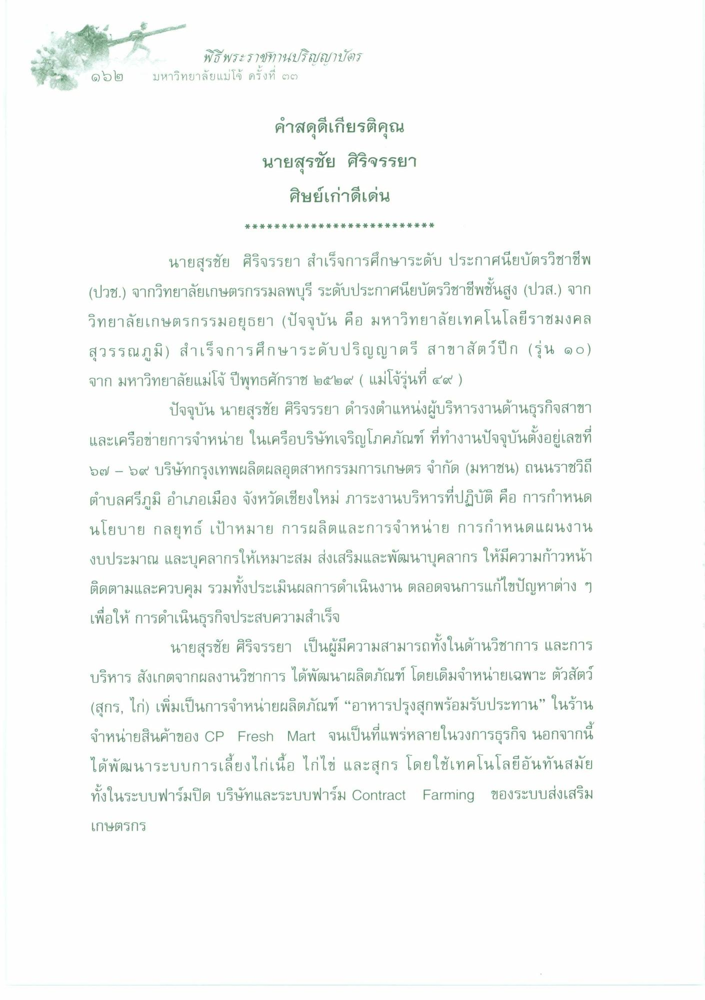 พิธีพระราชทานปริญญาบัตร
๑๖๒ มหาวิทยาลัยแม่โจ้ ครั้งที่ ๓๓
คำสดุดีเกียรติคุณ
นายสุรชัย ศิริจรรยา
ศิษย์เก่าดีเด่น
**************************
นายสุรชัย ศิริจรรยา สำเร็จการศึกษาระดับ ประกาศนียบัตรวิชาชีพ
(ปวช.) จากวิทยาลัยเกษตรกรรมลพบุรี ระดับประกาศนียบัตรวิชาชีพชั้นสูง (ปวส.) จาก
วิทยาลัยเกษตรกรรมอยุธยา (ปัจจุบัน คือ มหาวิทยาลัยเทคโนโลยีราชมงคล
สุวรรณภูมิ) สำเร็จการศึกษาระดับปริญญาตรี สาขาสัตว์ปีก (รุ่น ๑๐)
จาก มหาวิทยาลัยแม่โจ้ ปีพุทธศักราช ๒๕๒๙ ( แม่โจ้รุ่นที่ ๔๙ )
ปัจจุบัน นายสุรชัย ศิริจรรยา ดำรงตำแหน่งผู้บริหารงานด้านธุรกิจสาขา
และเครือข่ายการจำหน่าย ในเครือบริษัทเจริญโภคภัณฑ์ ที่ทำงานปัจจุบันตั้งอยู่เลขที่
๖๗ – ๖๙ บริษัทกรุงเทพผลิตผลอุตสาหกรรมการเกษตร จำกัด (มหาชน) ถนนราชวิถี
ตำบลศรีภูมิ อำเภอเมือง จังหวัดเชียงใหม่ ภาระงานบริหารที่ปฏิบัติ คือ การกำหนด
นโยบาย กลยุทธ์ เป้าหมาย การผลิตและการจำหน่าย การกำหนดแผนงาน
งบประมาณ และบุคลากรให้เหมาะสม ส่งเสริมและพัฒนาบุคลากร ให้มีความก้าวหน้า
ติดตามและควบคุม รวมทั้งประเมินผลการดำเนินงาน ตลอดจนการแก้ไขปัญหาต่าง ๆ
เพื่อให้ การดำเนินธุรกิจประสบความสำเร็จ
นายสุรชัย ศิริจรรยา เป็นผู้มีความสามารถทั้งในด้านวิชาการ และการ
บริหาร สังเกตจากผลงานวิชาการ ได้พัฒนาผลิตภัณฑ์ โดยเดิมจำหน่ายเฉพาะ ตัวสัตว์
(สุกร, ไก่) เพิ่มเป็นการจำหน่ายผลิตภัณฑ์ “อาหารปรุงสุกพร้อมรับประทาน” ในร้าน
จำหน่ายสินค้าของ CP Fresh Mart จนเป็นที่แพร่หลายในวงการธุรกิจ นอกจากนี้
ได้พัฒนาระบบการเลี้ยงไก่เนื้อ ไก่ไข่ และสุกร โดยใช้เทคโนโลยีอันทันสมัย
ทั้งในระบบฟาร์มปิด บริษัทและระบบฟาร์ม Contract Farming ของระบบส่งเสริม
เกษตรกร